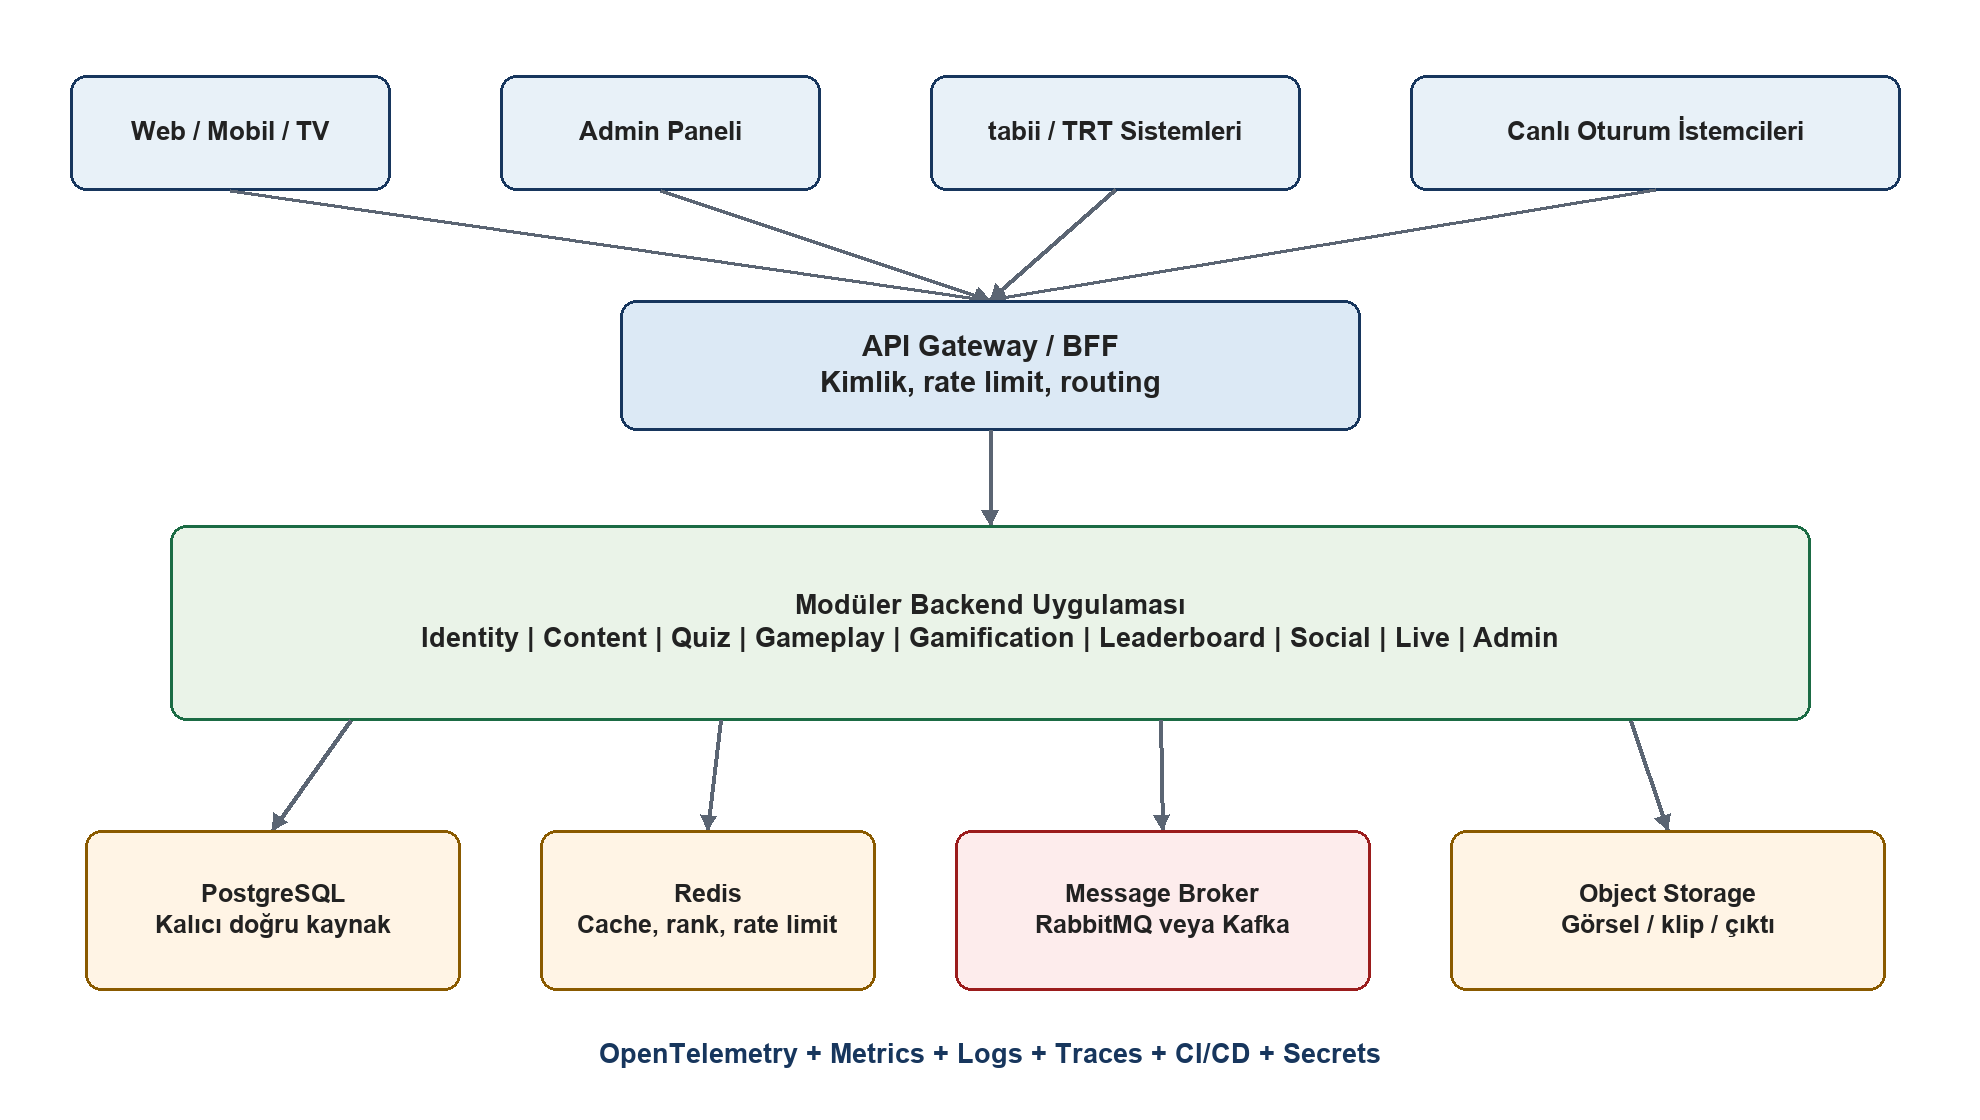 Web / Mobil / TV
Admin Paneli
tabii / TRT Sistemleri
Canlı Oturum İstemcileri
API Gateway / BFF
Kimlik, rate limit, routing
Modüler Backend Uygulaması
Identity | Content | Quiz | Gameplay | Gamification | Leaderboard | Social | Live | Admin
PostgreSQL
Kalıcı doğru kaynak
Redis
Cache, rank, rate limit
Message Broker
RabbitMQ veya Kafka
Object Storage
Görsel / klip / çıktı
OpenTelemetry + Metrics + Logs + Traces + CI/CD + Secrets